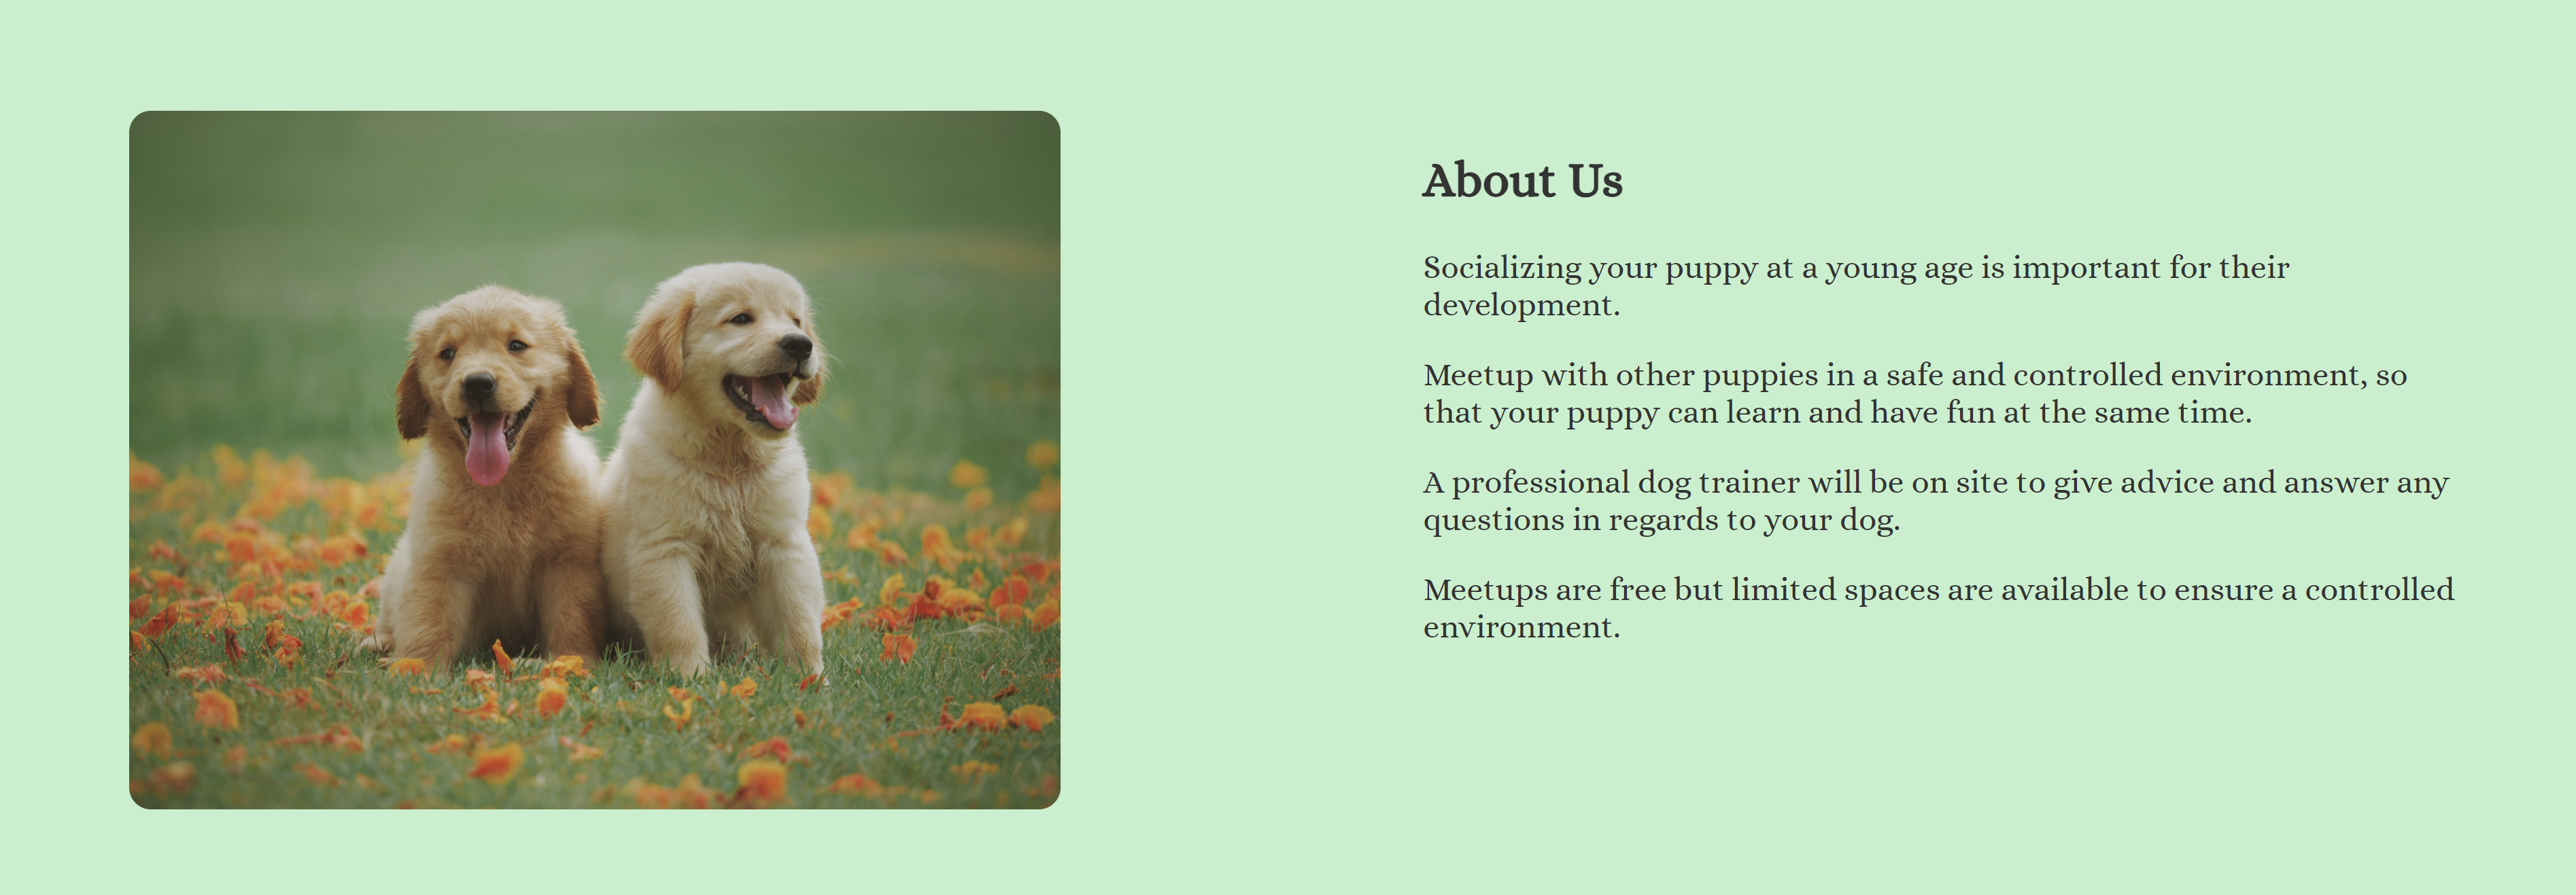 About Us
Socializing your puppy at a young age is important for their
development.
Meetup with other puppies in a safe and controlled environment, so
that your puppy can learn and have fun at the same time.
A professional dog trainer will be on site to give advice and answer any
questions in regards to your dog.
Meetups are free but limited spaces are available to ensure a controlled
environment.